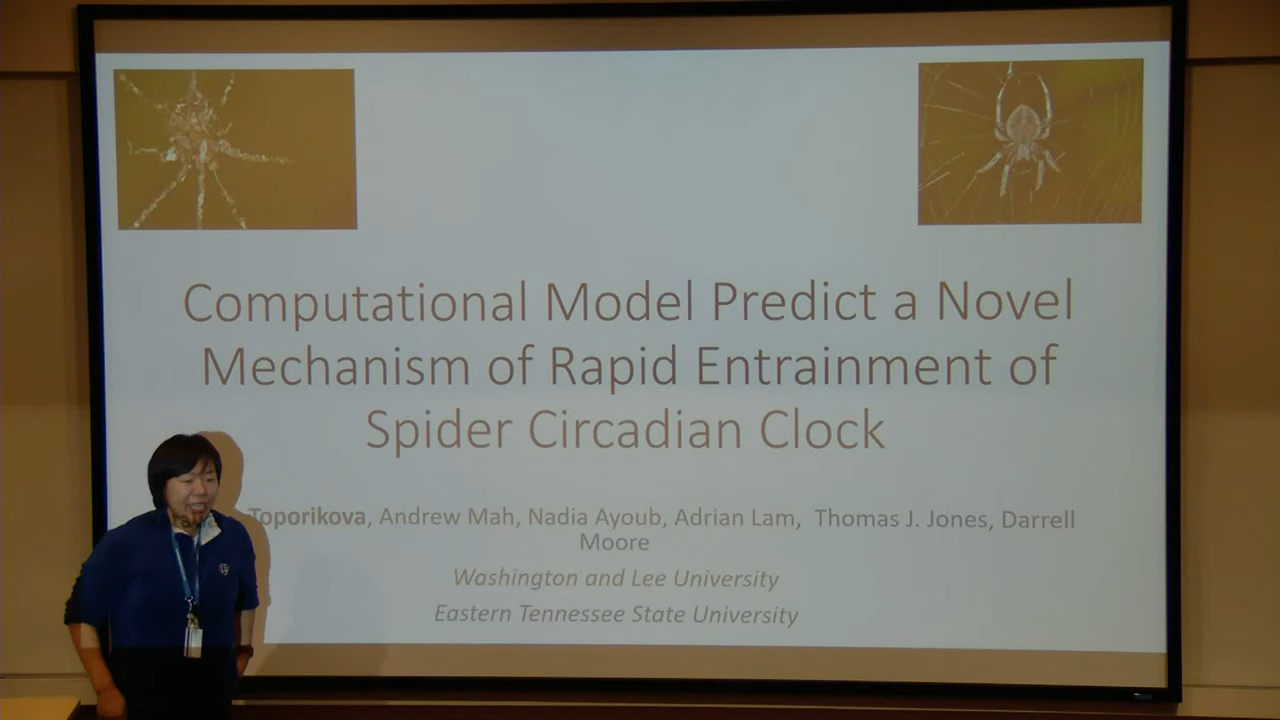 Computational Model Predict a Novel
Mechanism of Rapid Entrainment of
Spider Circadian Clock
Toporikova, Andrew Mah, Nadia Ayoub, Adrian Lam, Thomas J. Jones, Darrell
Moore
Washington and Lee University
Eastern Tennessee State University